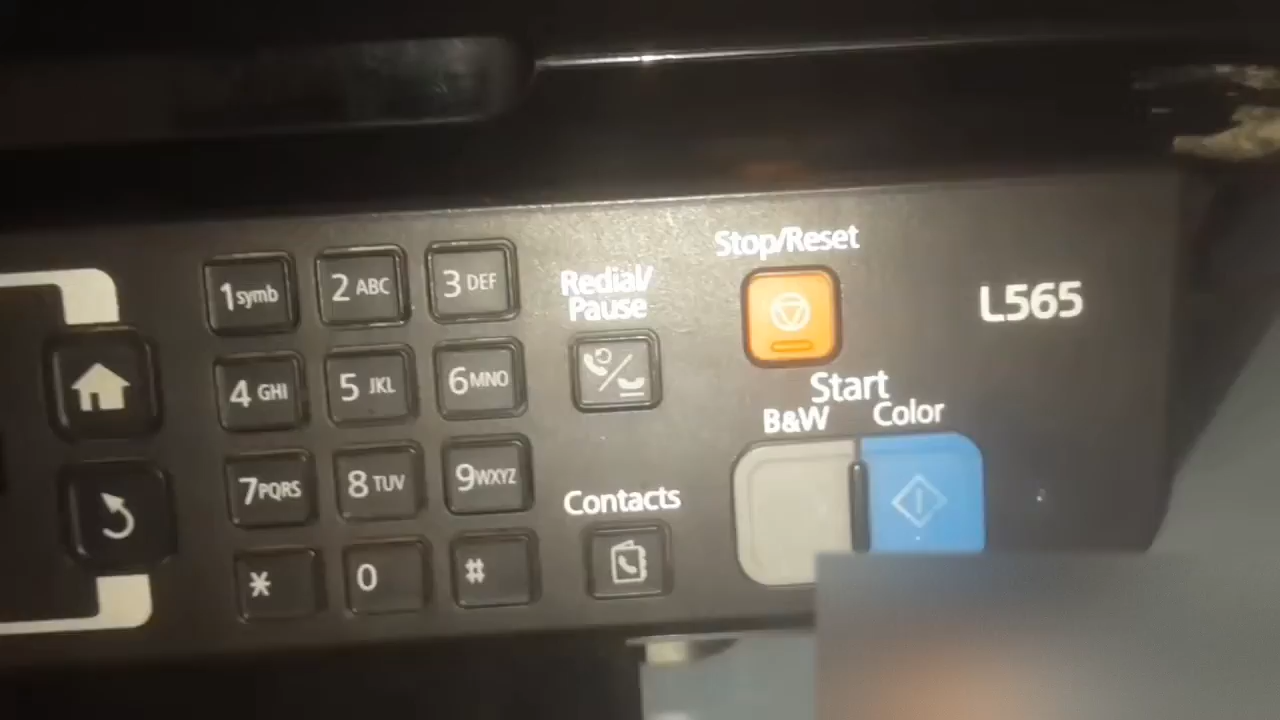 Stop/Reset
1 symb 2 ABC 3 DEF
Redial/
Pause
L565
4 GHI 5 JKL 6 MNO
Start
B&W Color
7 PQRS 8 TUV 9 WXYZ
Contacts
* 0 #